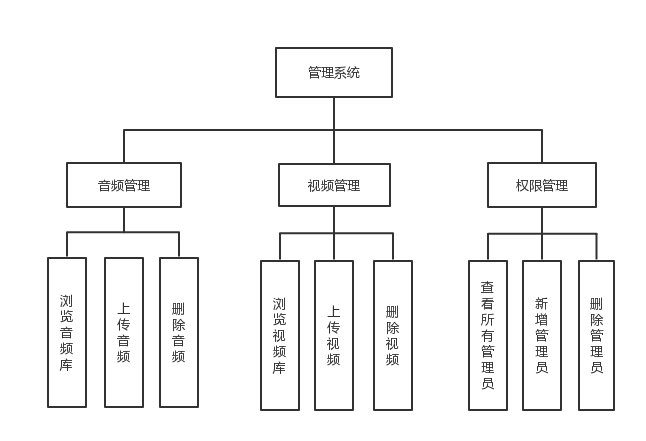 管理系统
音频管理
视频管理
权限管理
浏览音频库
上传音频
删除音频
浏览视频库
上传视频
删除视频
查看所有管理员
新增管理员
删除管理员